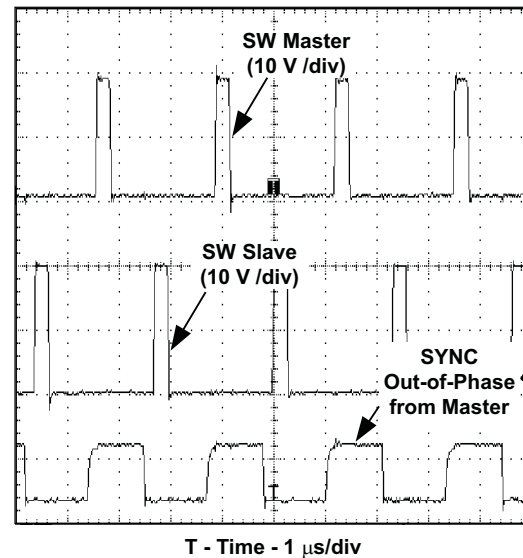 SW Master
(10 V /div)
SW Slave
(10 V /div)
SYNC
Out-of-Phase
from Master
T - Time - 1 μs/div